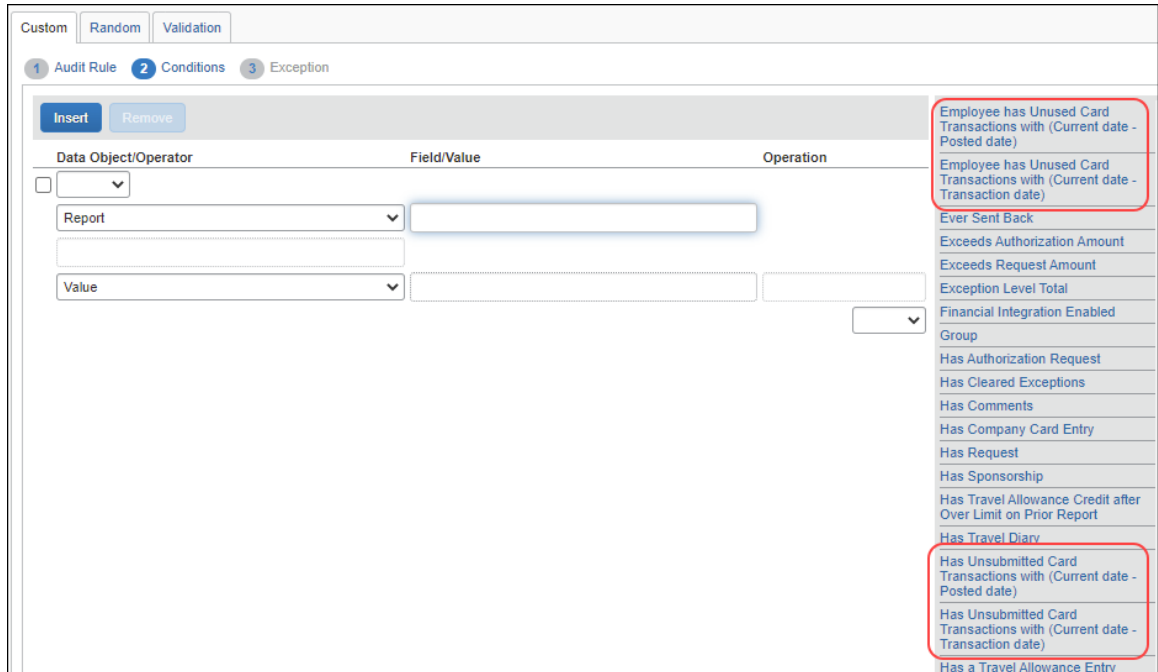 Custom Random Validation
1 Audit Rule 2 Conditions 3 Exception
Insert Remove
Data Object/Operator Field/Value Operation
Report
Value
Employee has Unused Card
Transactions with (Current date -
Posted date)
Employee has Unused Card
Transactions with (Current date -
Transaction date)
Ever Sent Back
Exceeds Authorization Amount
Exceeds Request Amount
Exception Level Total
Financial Integration Enabled
Group
Has Authorization Request
Has Cleared Exceptions
Has Comments
Has Company Card Entry
Has Request
Has Sponsorship
Has Travel Allowance Credit after
Over Limit on Prior Report
Has Travel Diary
Has Unsubmitted Card
Transactions with (Current date -
Posted date)
Has Unsubmitted Card
Transactions with (Current date -
Transaction date)
Has a Travel Allowance Entry